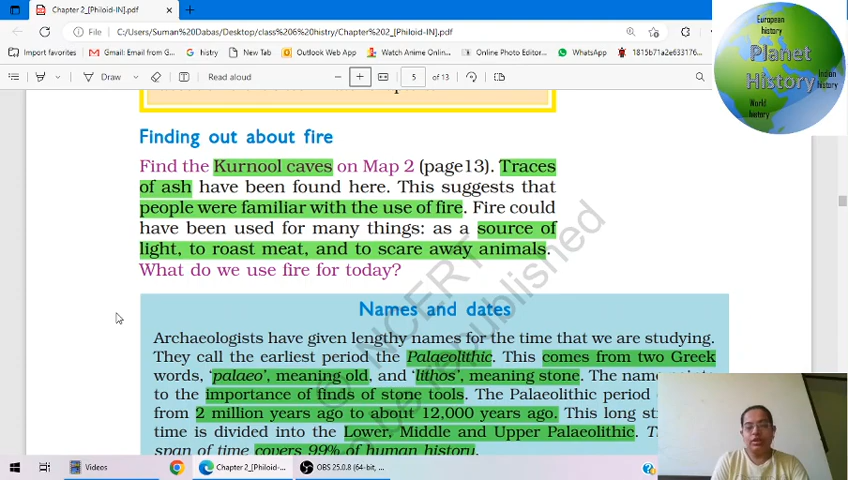 Chapter 2_[Philoid-IN].pdf
File
C:/Users/Suman%20Dabas/Desktop/class%206%20histry/Chapter%202_[Philoid-IN].pdf
Import favorites
Gmail: Email from G...
histry
New Tab
Outlook Web App
Watch Anime Online...
Online Photo Editor...
WhatsApp
1815b71a2e633176...
Draw
Read aloud
5
of 13
European
history
Planet
History
Indian
history
World
history
Finding out about fire
Find the Kurnool caves on Map 2 (page13). Traces
of ash have been found here. This suggests that
people were familiar with the use of fire. Fire could
have been used for many things: as a source of
light, to roast meat, and to scare away animals.
What do we use fire for today?
© NCERT
republished
Names and dates
Archaeologists have given lengthy names for the time that we are studying.
They call the earliest period the Palaeolithic. This comes from two Greek
words, ‘palaeo’, meaning old, and ‘lithos’, meaning stone. The name
to the importance of finds of stone tools. The Palaeolithic period
from 2 million years ago to about 12,000 years ago. This long
time is divided into the Lower, Middle and Upper Palaeolithic.
span of time covers 99% of human history.
Videos
Chapter 2_[Philoid-I...
OBS 25.0.8 (64-bit, ...